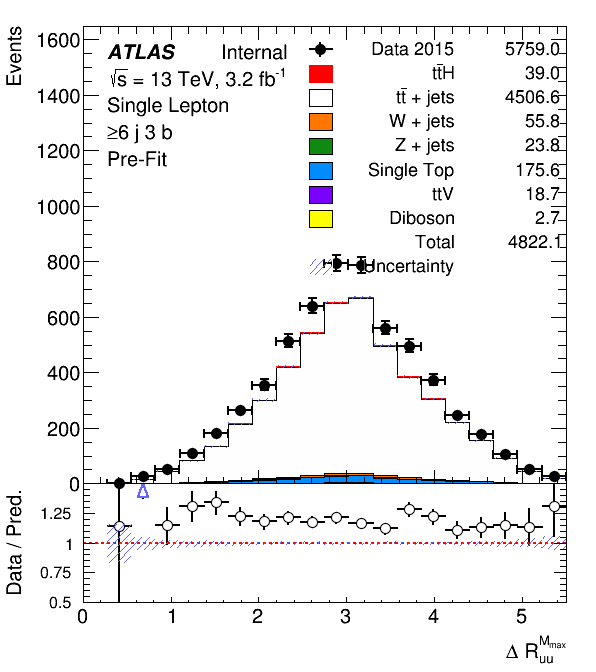 ATLAS Internal
√s = 13 TeV, 3.2 fb⁻¹
Single Lepton
≥6 j 3 b
Pre-Fit
Data 2015 5759.0
tt̄H 39.0
tt̄ + jets 4506.6
W + jets 55.8
Z + jets 23.8
Single Top 175.6
ttV 18.7
Diboson 2.7
Total 4822.1
Uncertainty
Events
1600
1400
1200
1000
800
600
400
200
0
Data / Pred.
1.25
1
0.75
0.5
0 1 2 3 4 5
Δ R_uu^M_max